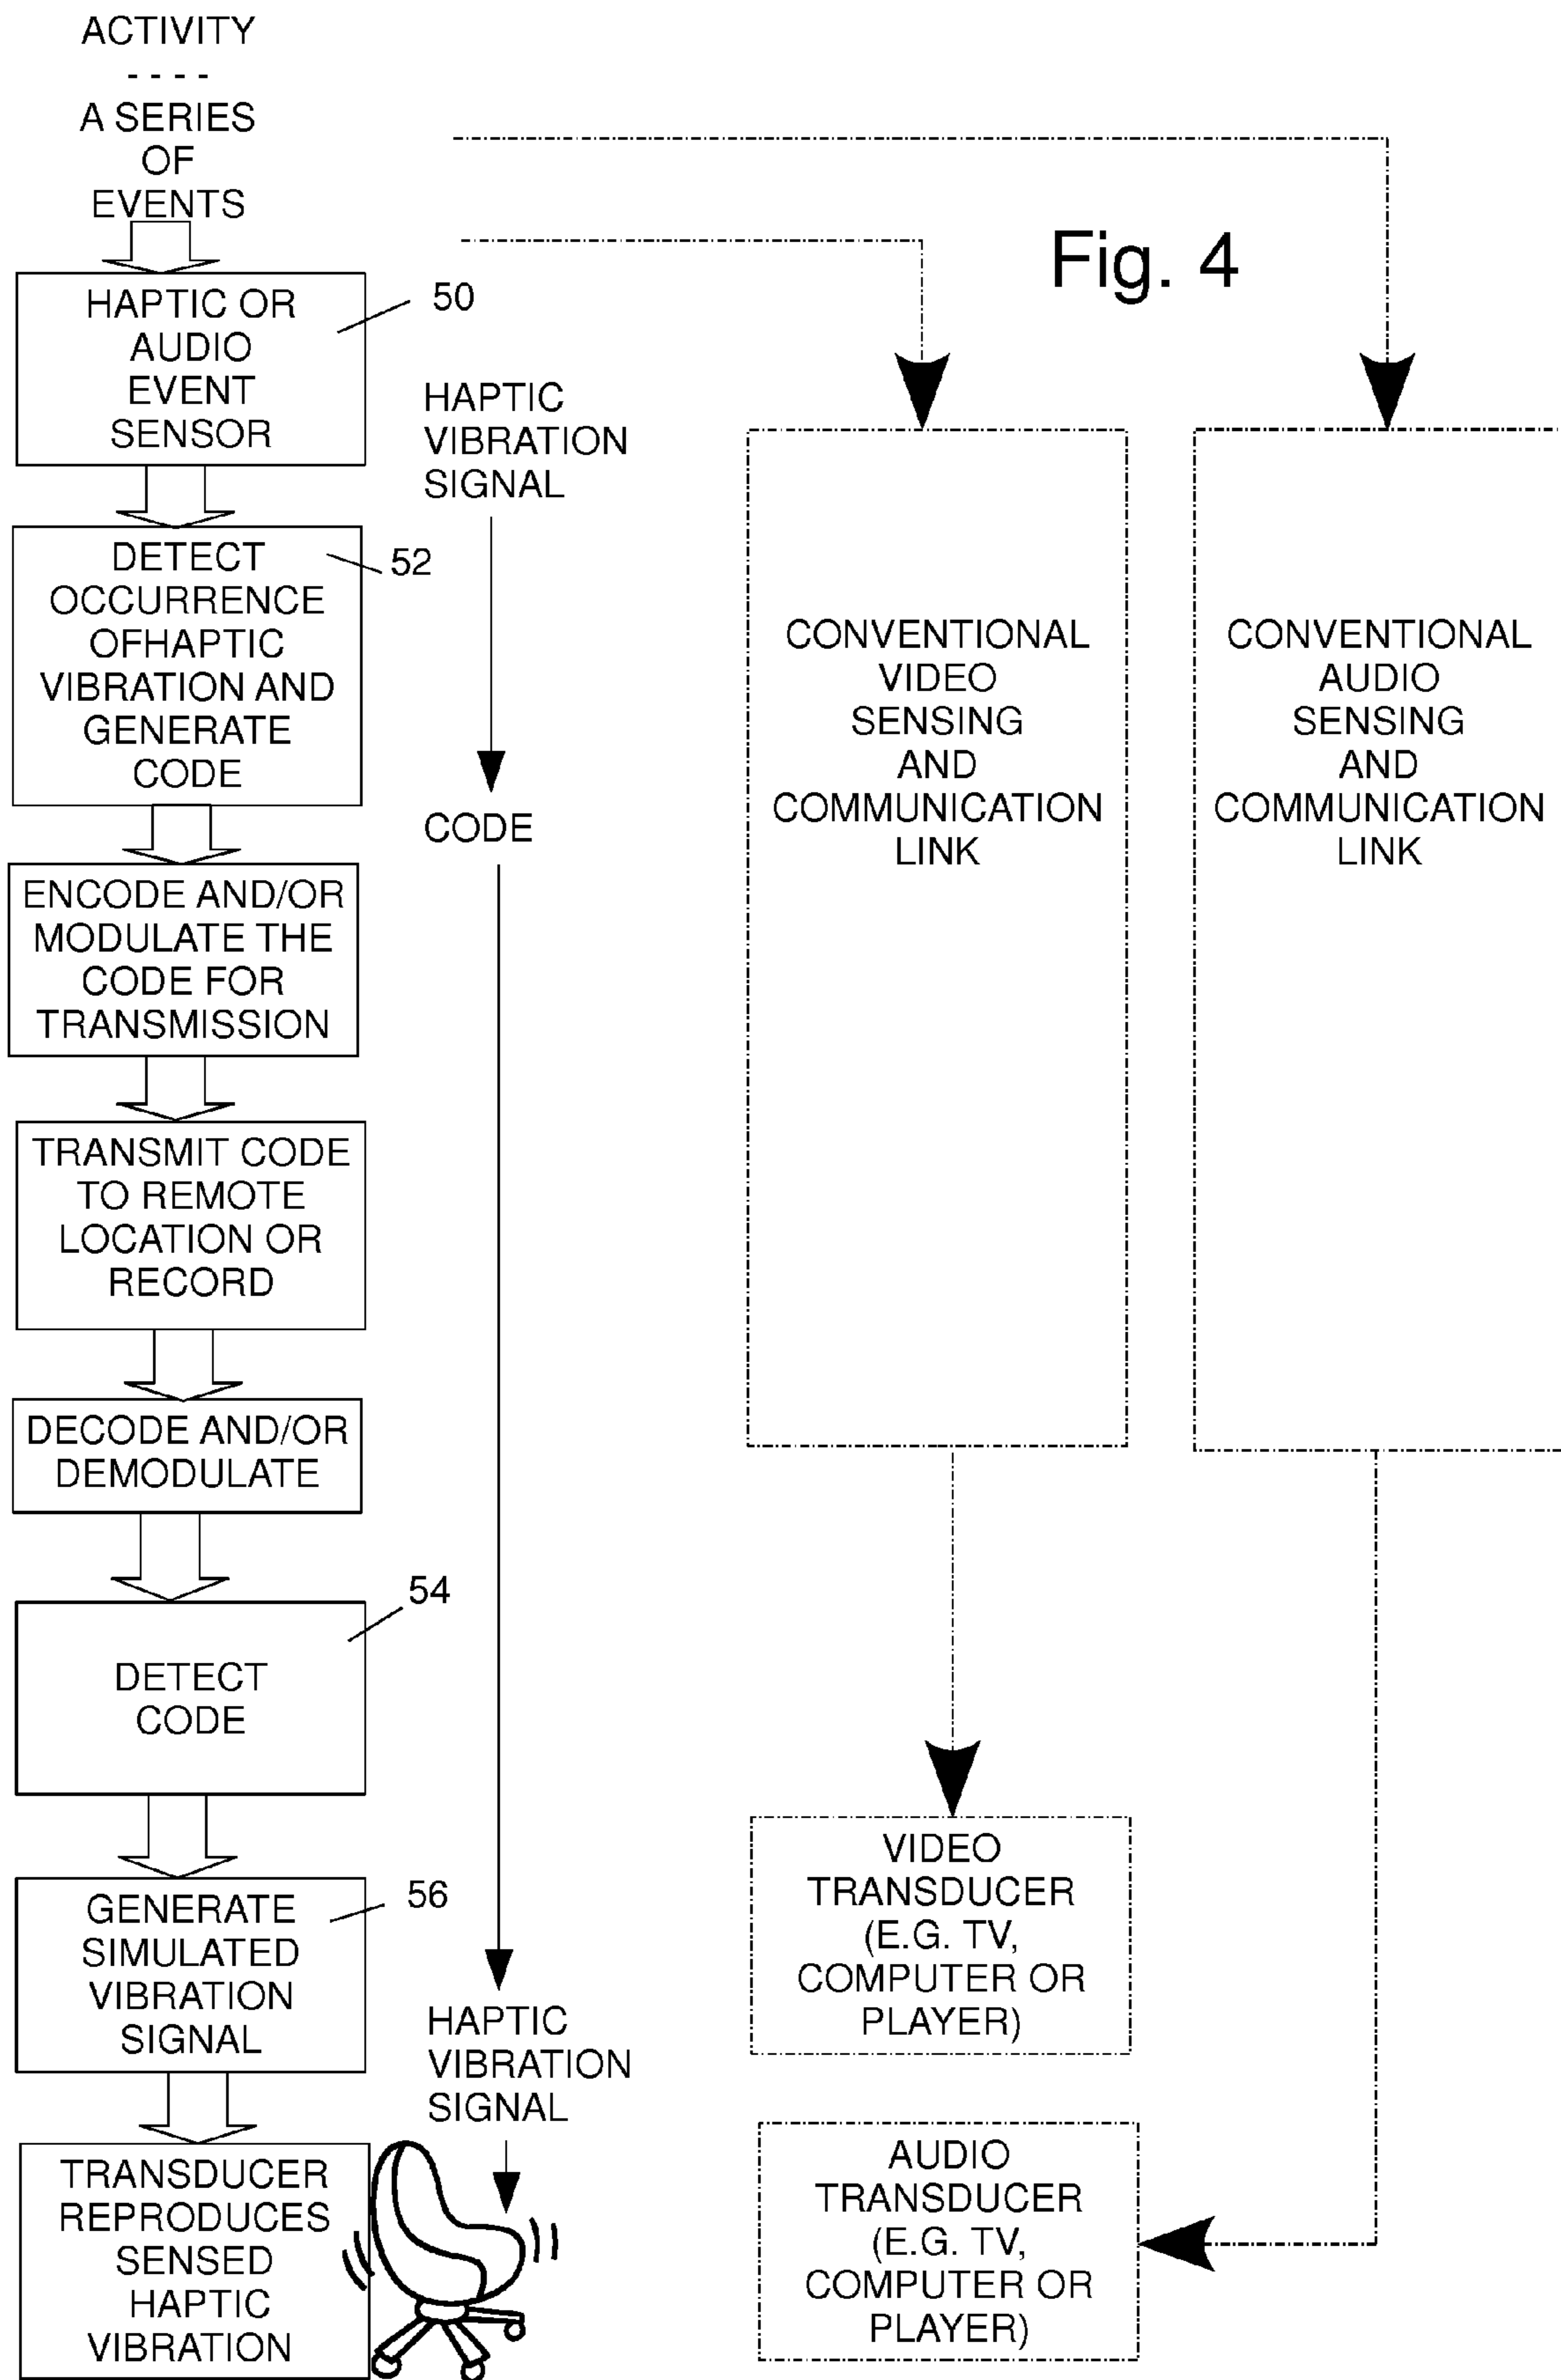 ACTIVITY
- - - -
A SERIES
OF
EVENTS
Fig. 4
HAPTIC OR
AUDIO
EVENT
SENSOR
50
HAPTIC
VIBRATION
SIGNAL
DETECT
OCCURRENCE
OFHAPTIC
VIBRATION AND
GENERATE
CODE
52
CODE
ENCODE AND/OR
MODULATE THE
CODE FOR
TRANSMISSION
TRANSMIT CODE
TO REMOTE
LOCATION OR
RECORD
DECODE AND/OR
DEMODULATE
DETECT
CODE
54
GENERATE
SIMULATED
VIBRATION
SIGNAL
56
HAPTIC
VIBRATION
SIGNAL
TRANSDUCER
REPRODUCES
SENSED
HAPTIC
VIBRATION
CONVENTIONAL
VIDEO
SENSING
AND
COMMUNICATION
LINK
CONVENTIONAL
AUDIO
SENSING
AND
COMMUNICATION
LINK
VIDEO
TRANSDUCER
(E.G. TV,
COMPUTER OR
PLAYER)
AUDIO
TRANSDUCER
(E.G. TV,
COMPUTER OR
PLAYER)